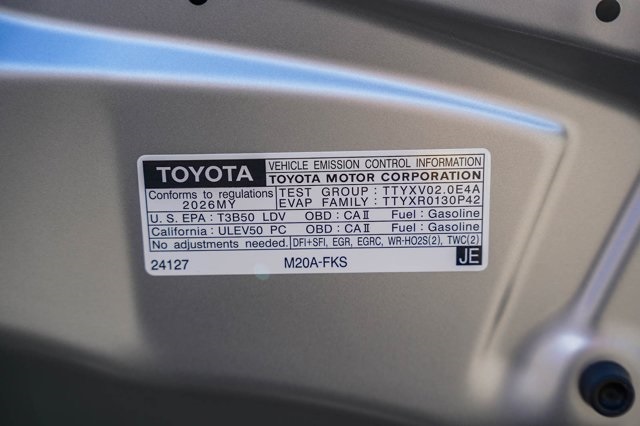 TOYOTA VEHICLE EMISSION CONTROL INFORMATION
TOYOTA MOTOR CORPORATION
Conforms to regulations TEST GROUP : TTYXV02.0E4A
2026MY EVAP FAMILY : TTYXR0130P42
U.S. EPA : T3B50 LDV OBD : CAⅡ Fuel : Gasoline
California : ULEV50 PC OBD : CAⅡ Fuel : Gasoline
No adjustments needed. DFI+SFI, EGR, EGRC, WR-HO2S(2), TWC(2)
24127 M20A-FKS JE